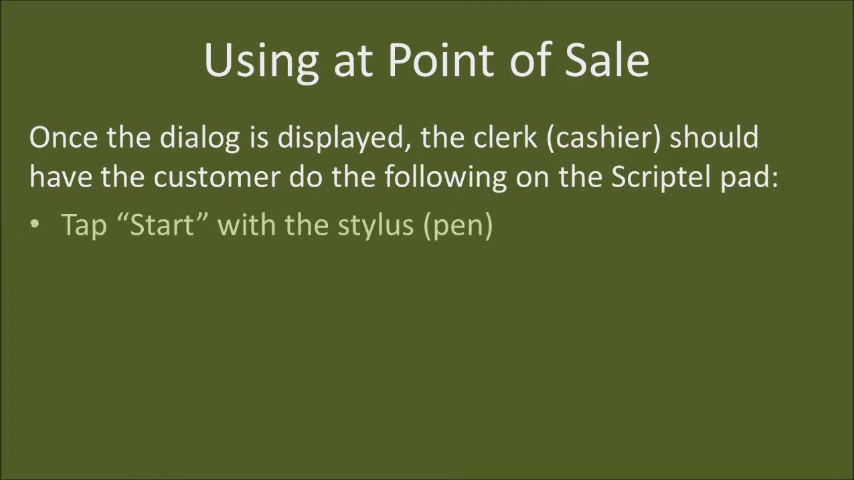 Using at Point of Sale
Once the dialog is displayed, the clerk (cashier) should
have the customer do the following on the Scriptel pad:
• Tap “Start” with the stylus (pen)